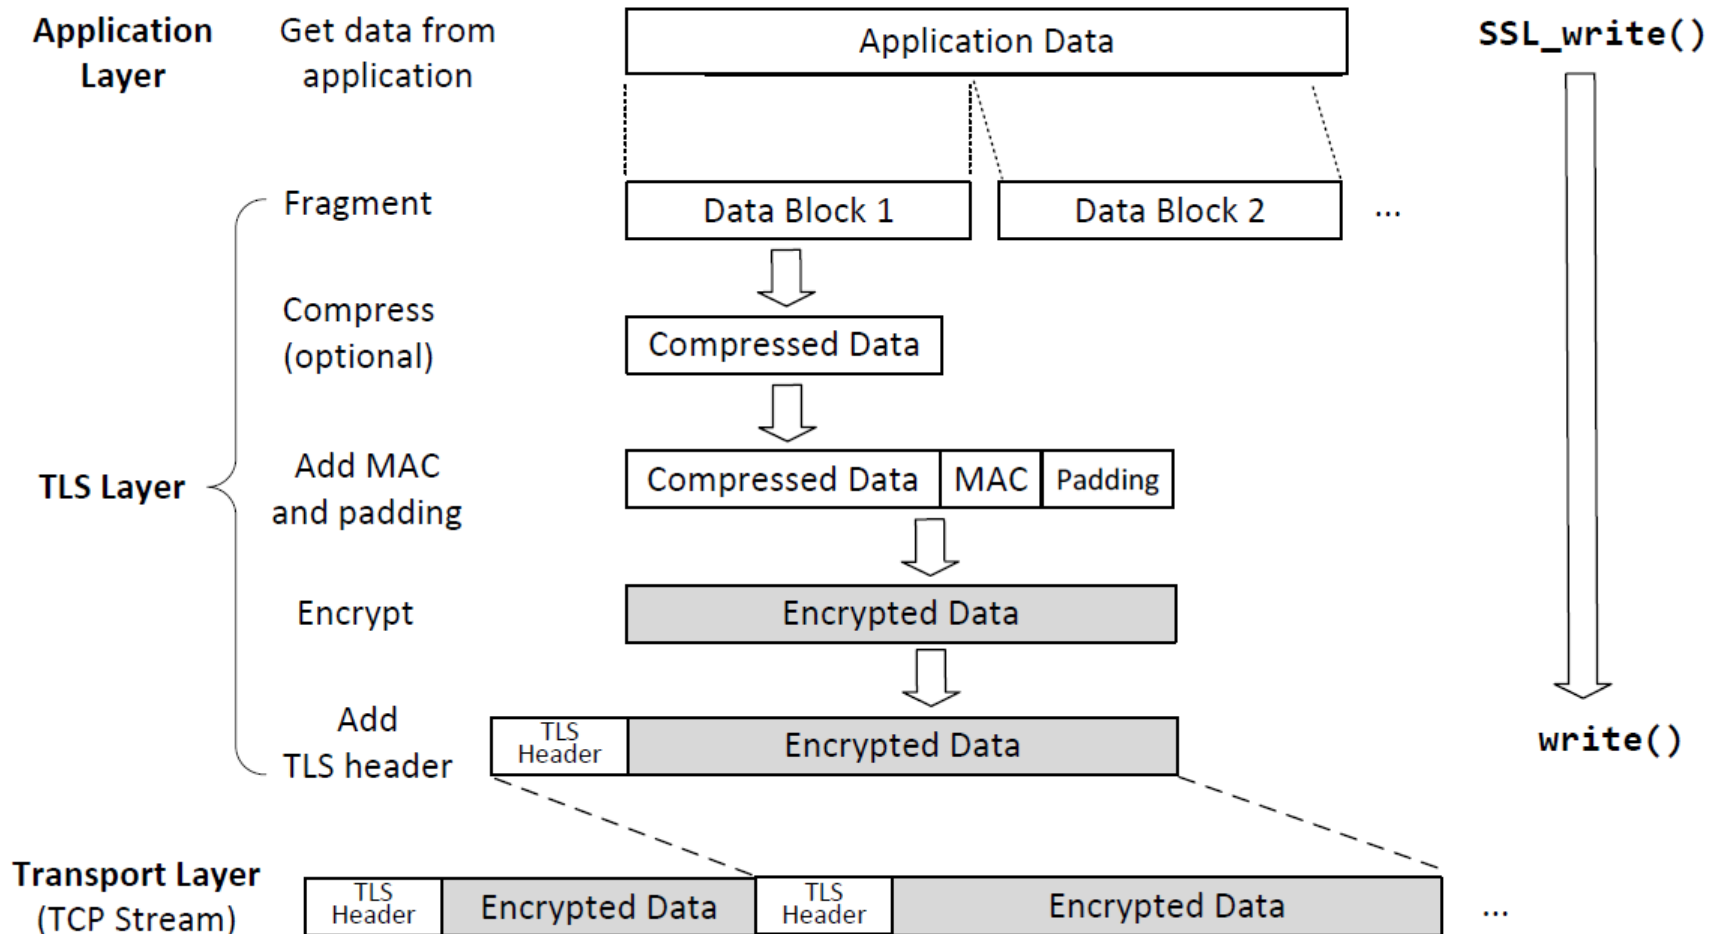 Application Layer
Get data from application
Application Data
SSL_write()
Fragment
Data Block 1
Data Block 2
...
Compress (optional)
Compressed Data
TLS Layer
Add MAC and padding
Compressed Data
MAC
Padding
Encrypt
Encrypted Data
Add TLS header
TLS Header
Encrypted Data
write()
Transport Layer (TCP Stream)
TLS Header
Encrypted Data
TLS Header
Encrypted Data
...